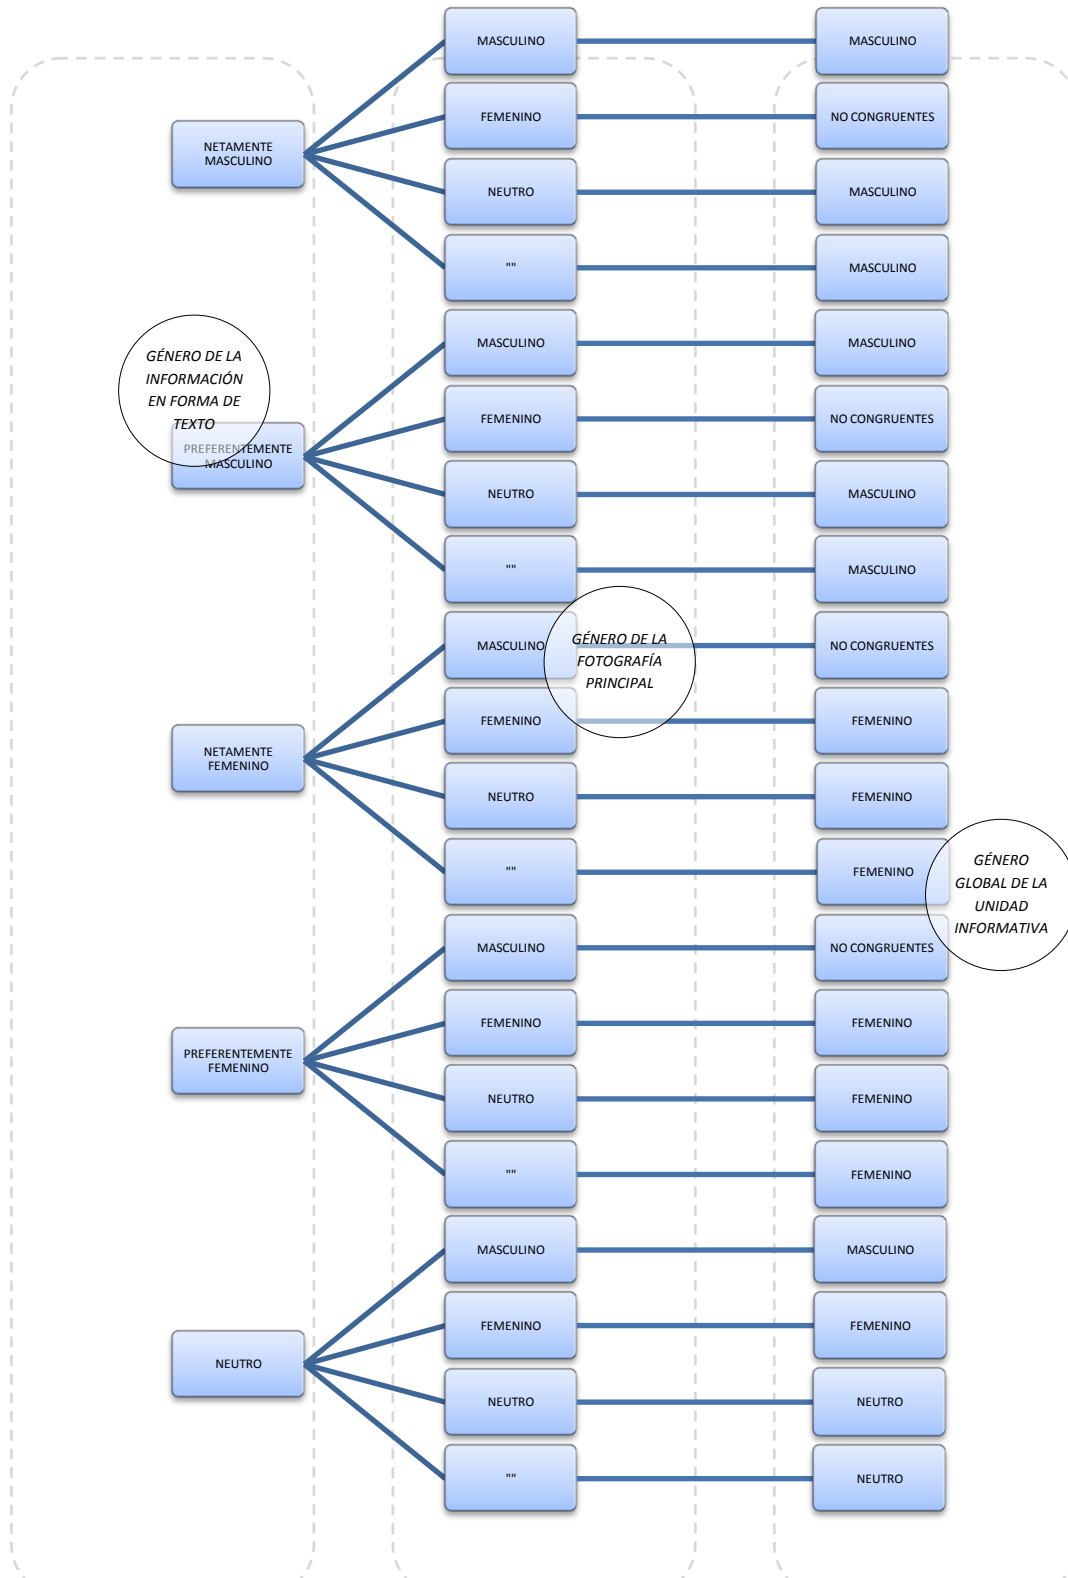 MASCULINO
MASCULINO
FEMENINO
NO CONGRUENTES
NETAMENTE
MASCULINO
NEUTRO
MASCULINO
""
MASCULINO
MASCULINO
MASCULINO
GÉNERO DE LA
INFORMACIÓN
EN FORMA DE
TEXTO
FEMENINO
NO CONGRUENTES
PREFERENTEMENTE
MASCULINO
NEUTRO
MASCULINO
""
MASCULINO
MASCULINO
NO CONGRUENTES
GÉNERO DE LA
FOTOGRAFÍA
PRINCIPAL
FEMENINO
FEMENINO
NETAMENTE
FEMENINO
NEUTRO
FEMENINO
""
FEMENINO
GÉNERO
GLOBAL DE LA
UNIDAD
INFORMATIVA
MASCULINO
NO CONGRUENTES
FEMENINO
FEMENINO
PREFERENTEMENTE
FEMENINO
NEUTRO
FEMENINO
""
FEMENINO
MASCULINO
MASCULINO
FEMENINO
FEMENINO
NEUTRO
NEUTRO
NEUTRO
""
NEUTRO